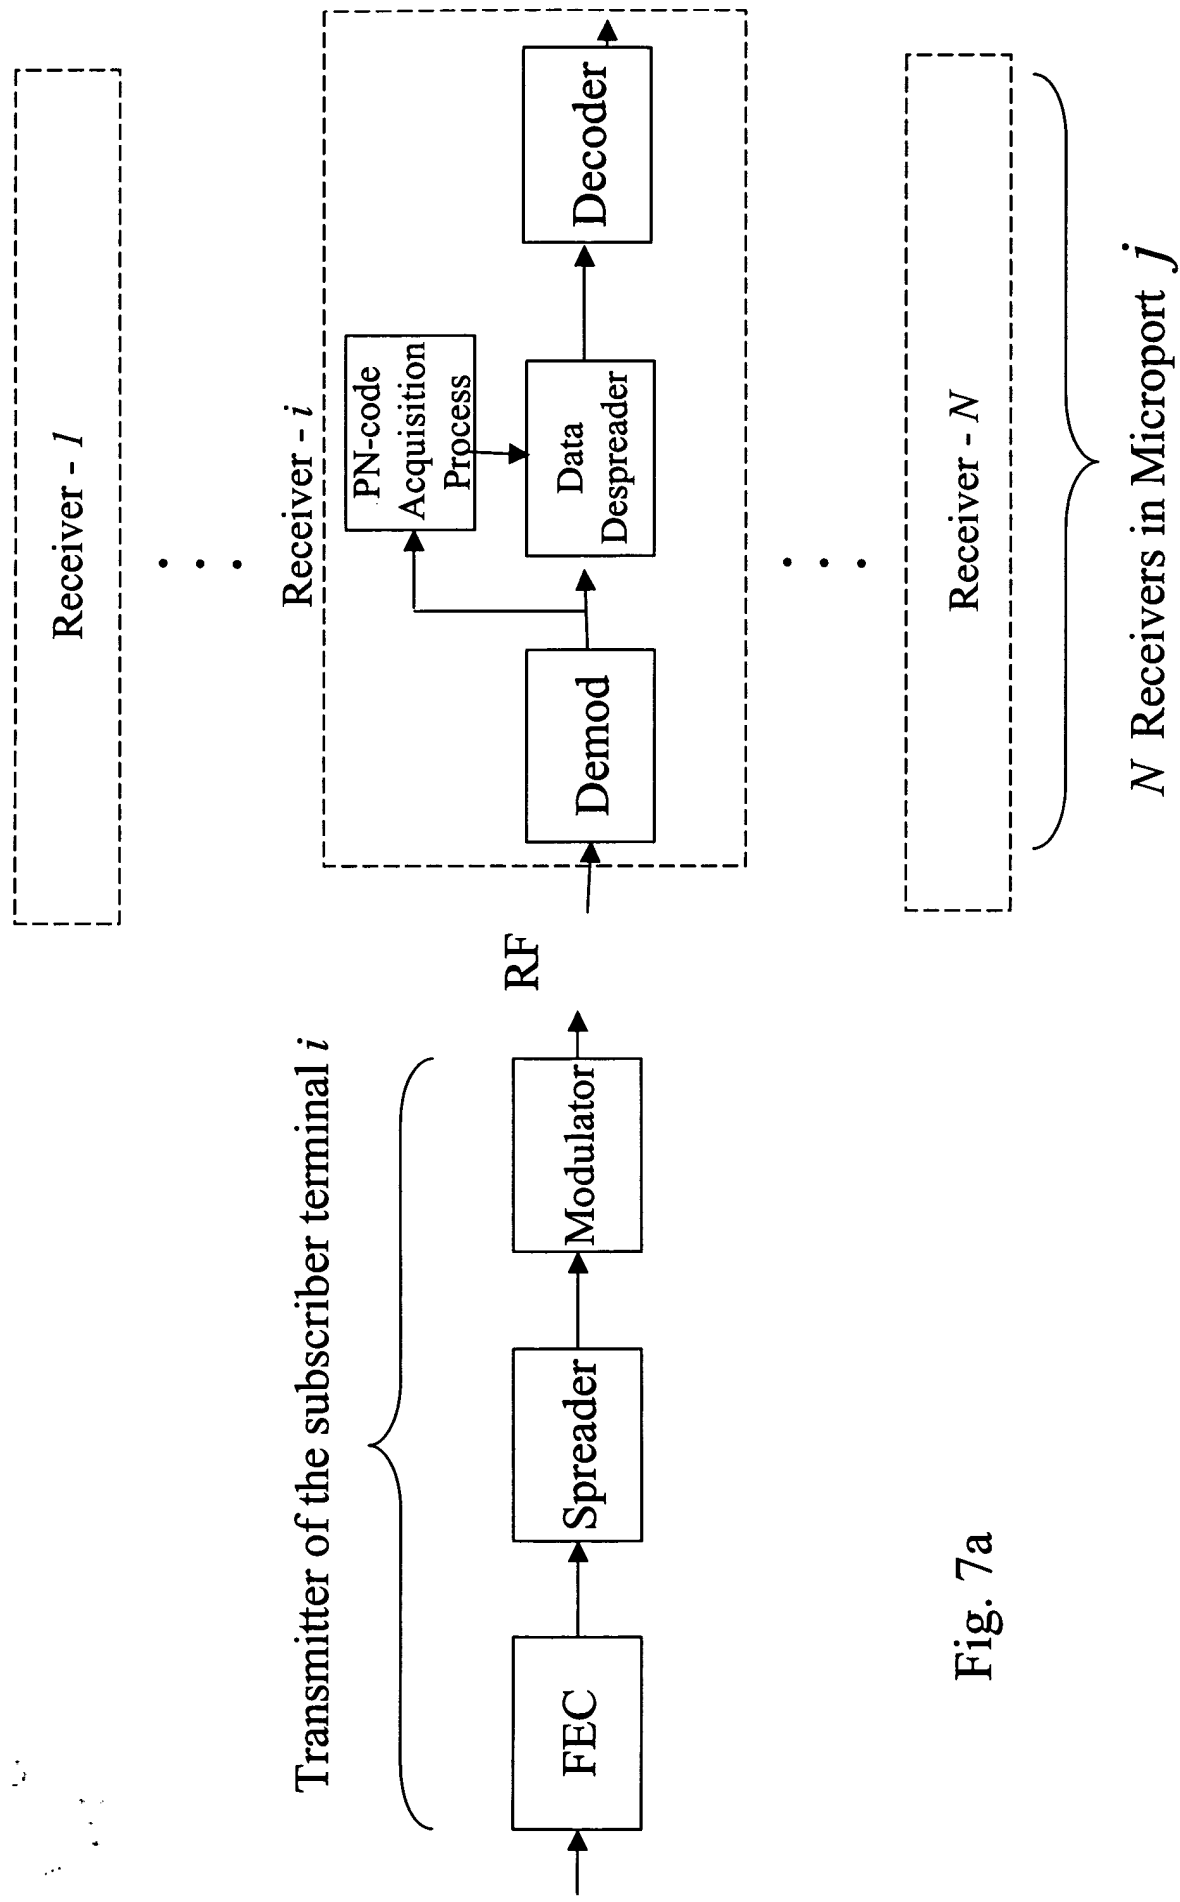 Transmitter of the subscriber terminal i
FEC
Spreader
Modulator
RF
Receiver - 1
Receiver - i
Demod
PN-code
Acquisition
Process
Data
Despreader
Decoder
Receiver - N
N Receivers in Microport j
Fig. 7a